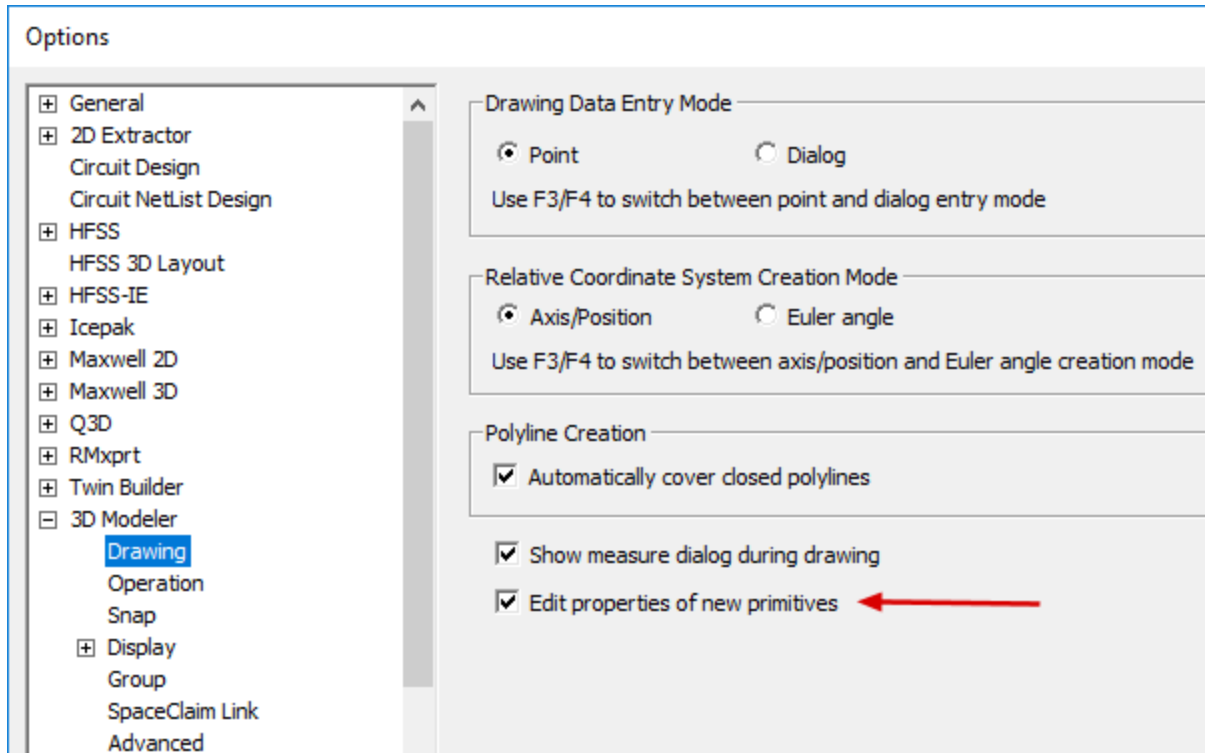 Options
General
2D Extractor
Circuit Design
Circuit NetList Design
HFSS
HFSS 3D Layout
HFSS-IE
Icepak
Maxwell 2D
Maxwell 3D
Q3D
RMxprt
Twin Builder
3D Modeler
Drawing
Operation
Snap
Display
Group
SpaceClaim Link
Advanced
Drawing Data Entry Mode
Point
Dialog
Use F3/F4 to switch between point and dialog entry mode
Relative Coordinate System Creation Mode
Axis/Position
Euler angle
Use F3/F4 to switch between axis/position and Euler angle creation mode
Polyline Creation
Automatically cover closed polylines
Show measure dialog during drawing
Edit properties of new primitives